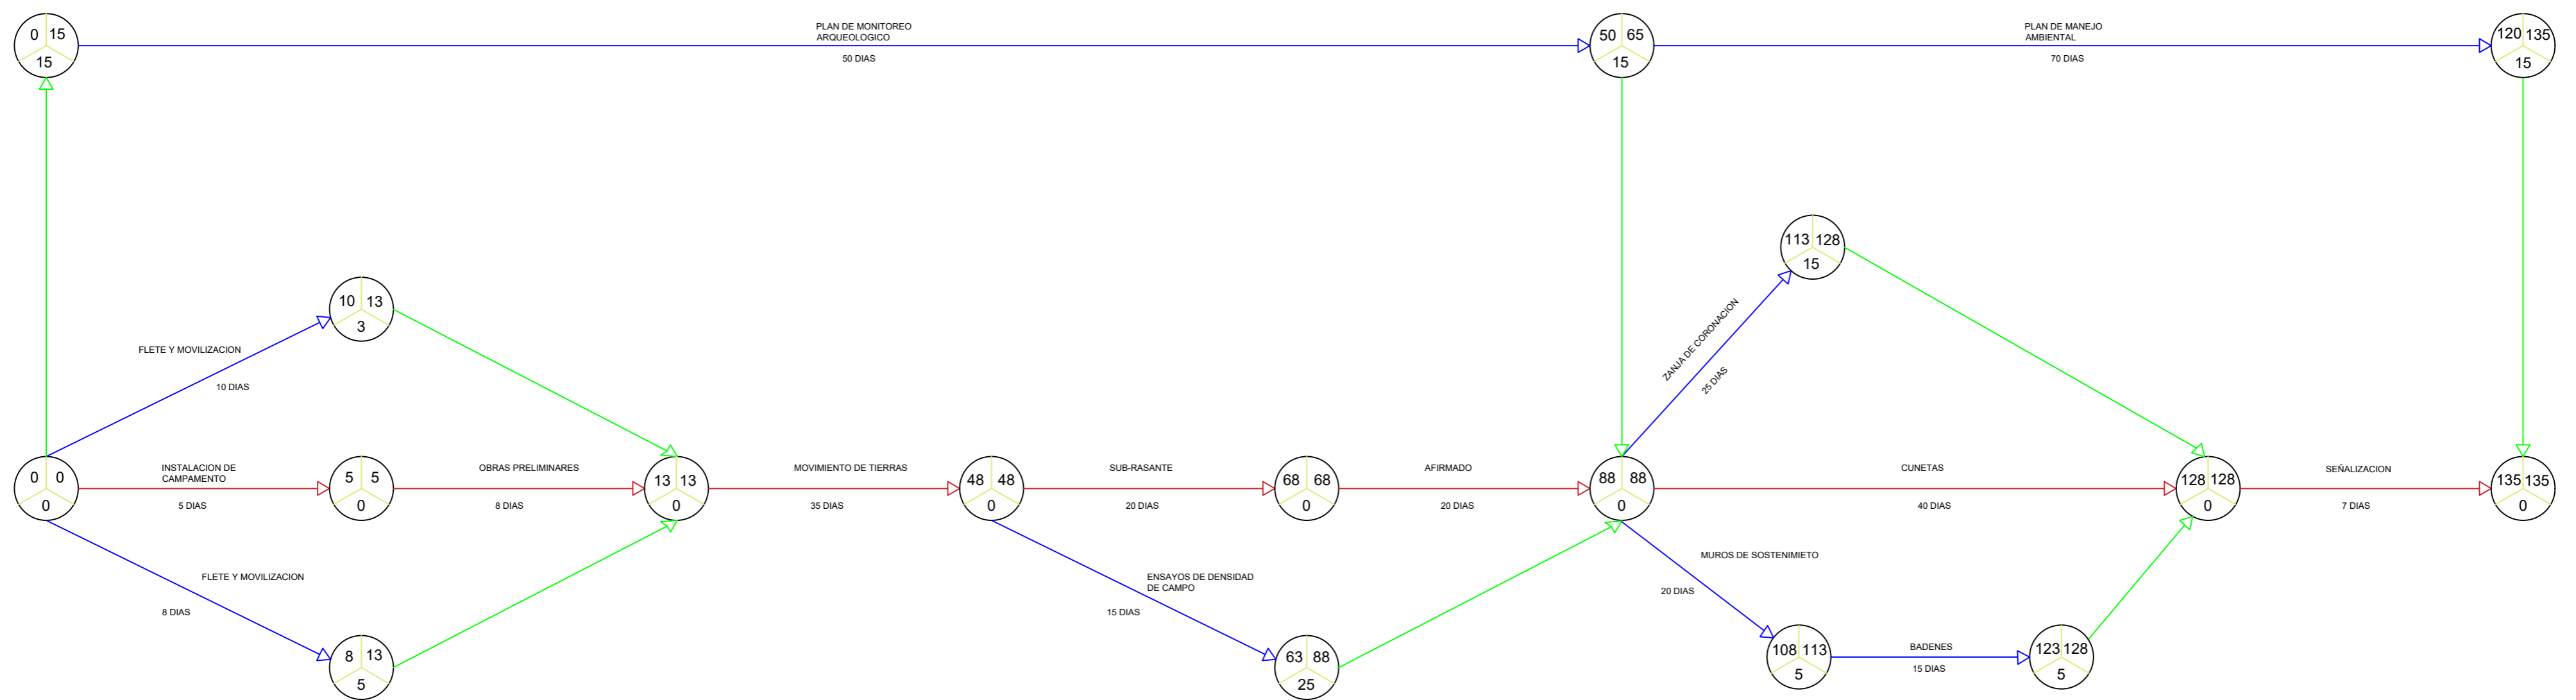 PLAN DE MONITOREO
ARQUEOLOGICO
50 DIAS
PLAN DE MANEJO
AMBIENTAL
70 DIAS
0 15
15
50 65
15
120 135
15
113 128
15
ZANJA DE CORONACION
25 DIAS
10 13
3
FLETE Y MOVILIZACION
10 DIAS
0 0
0
INSTALACION DE
CAMPAMENTO
5 DIAS
5 5
0
OBRAS PRELIMINARES
8 DIAS
13 13
0
MOVIMIENTO DE TIERRAS
35 DIAS
48 48
0
SUB-RASANTE
20 DIAS
68 68
0
AFIRMADO
20 DIAS
88 88
0
CUNETAS
40 DIAS
128 128
0
SEÑALIZACION
7 DIAS
135 135
0
FLETE Y MOVILIZACION
8 DIAS
8 13
5
ENSAYOS DE DENSIDAD
DE CAMPO
15 DIAS
63 88
25
MUROS DE SOSTENIMIETO
20 DIAS
108 113
5
BADENES
15 DIAS
123 128
5